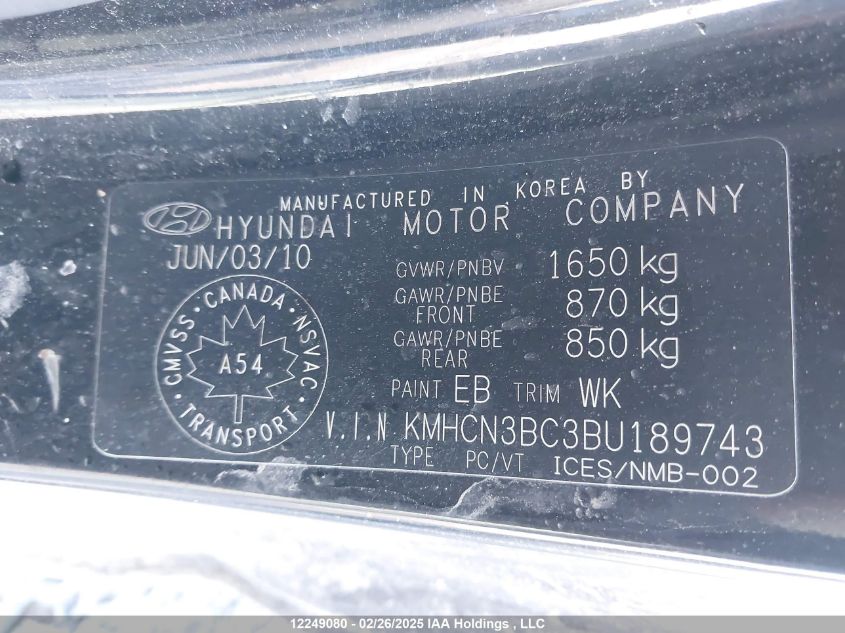 MANUFACTURED IN KOREA BY
HYUNDAI MOTOR COMPANY
JUN/03/10
GVWR/PNBV 1650 kg
GAWR/PNBE FRONT 870 kg
GAWR/PNBE REAR 850 kg
CMVSS · CANADA · NSVAC · TRANSPORT ·
A54
PAINT EB TRIM WK
V.I.N KMHCN3BC3BU189743
TYPE PC/VT ICES/NMB-002
12249080 - 02/26/2025 IAA Holdings , LLC